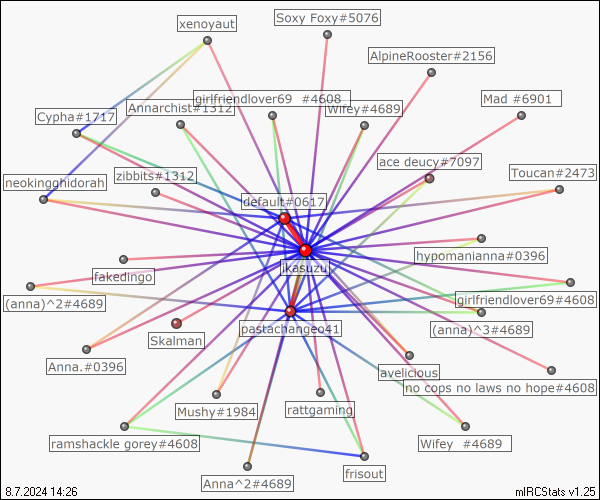 xenoyaut
Soxy Foxy#5076
AlpineRooster#2156
girlfriendlover69  #4608
Mad #6901
Annarchist#1312
Wifey#4689
Cypha#1717
ace deucy#7097
zibbits#1312
Toucan#2473
neokingghidorah
default#0617
hypomanianna#0396
jkasuzu
fakedingo
(anna)^2#4689
girlfriendlover69#4608
pastachangeo41
(anna)^3#4689
Skalman
Anna.#0396
avelicious
no cops no laws no hope#4608
Mushy#1984
rattgaming
ramshackle gorey#4608
Wifey  #4689
frisout
Anna^2#4689
8.7.2024 14:26
mIRCStats v1.25